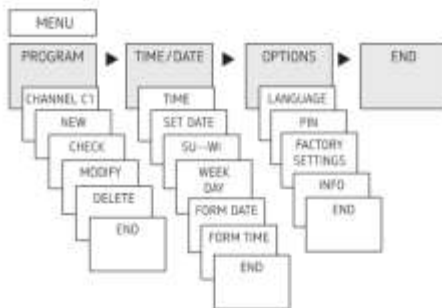 MENU
PROGRAM
TIME/DATE
OPTIONS
END
CHANNEL C1
NEW
CHECK
MODIFY
DELETE
END
TIME
SET DATE
SU--WI
WEEK
DAY
FORM DATE
FORM TIME
END
LANGUAGE
PIN
FACTORY
SETTINGS
INFO
END